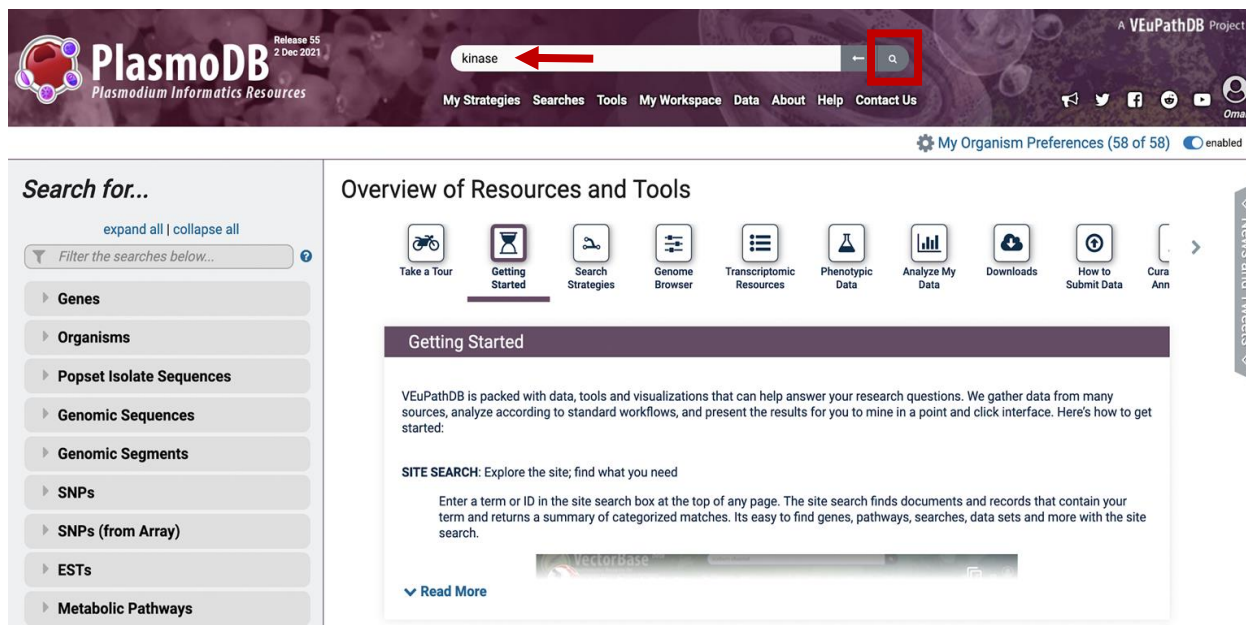 A VEuPathDB Project
Release 55
2 Dec 2021
PlasmoDB
Plasmodium Informatics Resources
kinase
My Strategies Searches Tools My Workspace Data About Help Contact Us
Oma
My Organism Preferences (58 of 58) enabled
Search for...
expand all | collapse all
Filter the searches below...
Genes
Organisms
Popset Isolate Sequences
Genomic Sequences
Genomic Segments
SNPs
SNPs (from Array)
ESTs
Metabolic Pathways
Overview of Resources and Tools
Take a Tour
Getting
Started
Search
Strategies
Genome
Browser
Transcriptomic
Resources
Phenotypic
Data
Analyze My
Data
Downloads
How to
Submit Data
Cura
Ann
News and Tweets
Getting Started
VEuPathDB is packed with data, tools and visualizations that can help answer your research questions. We gather data from many
sources, analyze according to standard workflows, and present the results for you to mine in a point and click interface. Here's how to get
started:
SITE SEARCH: Explore the site; find what you need
Enter a term or ID in the site search box at the top of any page. The site search finds documents and records that contain your
term and returns a summary of categorized matches. Its easy to find genes, pathways, searches, data sets and more with the site
search.
VectorBase
Read More